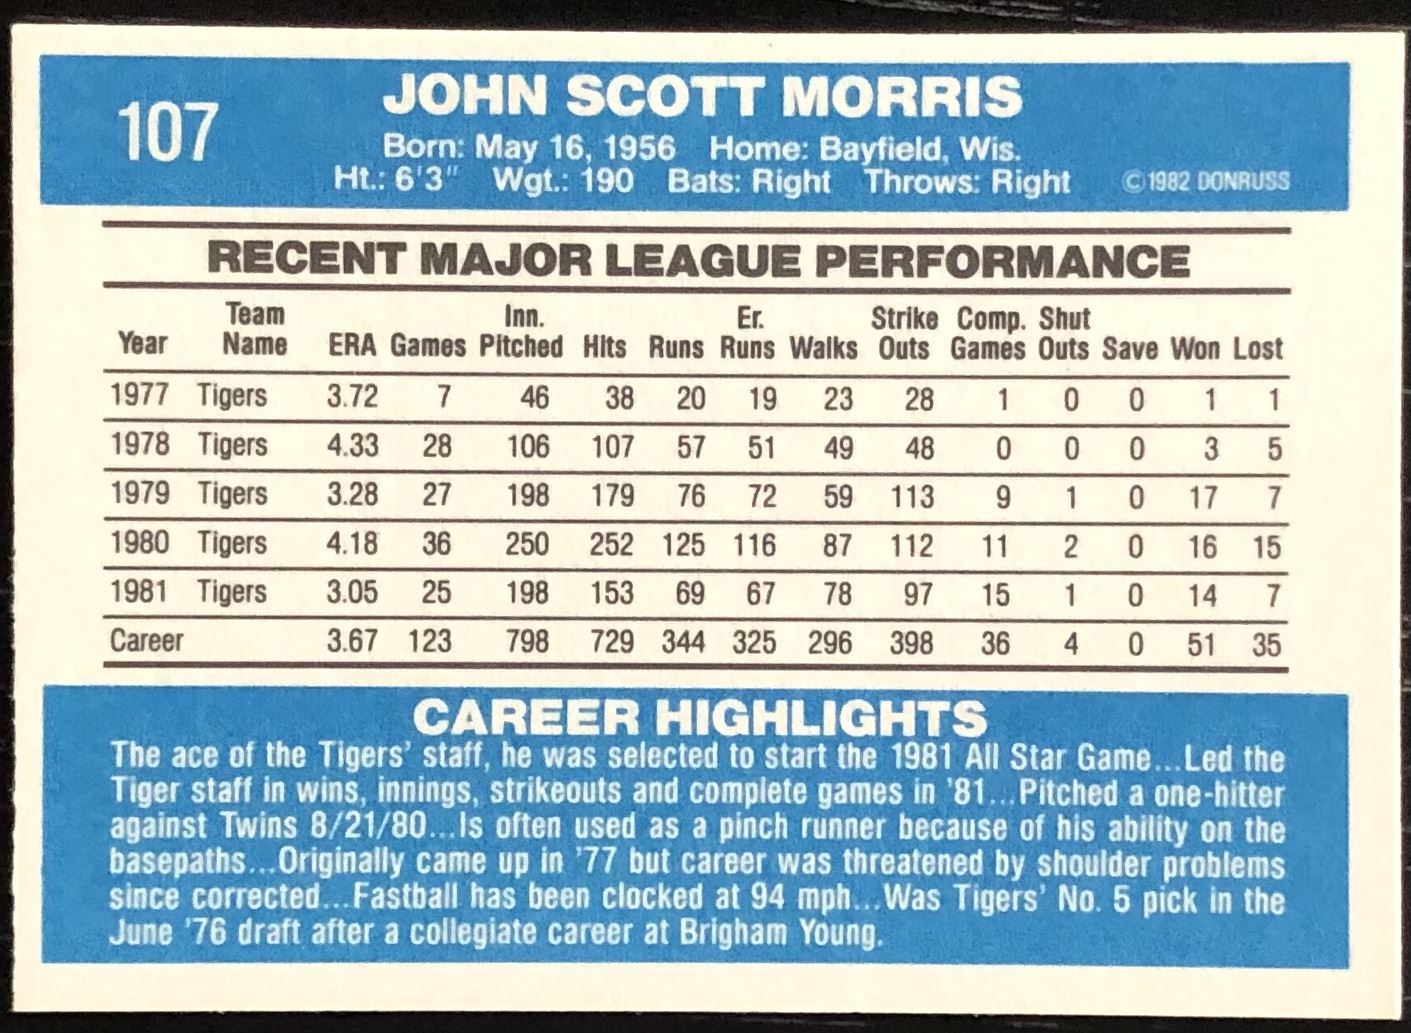 107
JOHN SCOTT MORRIS
Born: May 16, 1956 Home: Bayfield, Wis.
Ht.: 6'3" Wgt.: 190 Bats: Right Throws: Right © 1982 DONRUSS
RECENT MAJOR LEAGUE PERFORMANCE
Year Team Name ERA Games Inn. Pitched Hits Runs Er. Runs Walks Strike Outs Comp. Games Shut Outs Save Won Lost
1977 Tigers 3.72 7 46 38 20 19 23 28 1 0 0 1 1
1978 Tigers 4.33 28 106 107 57 51 49 48 0 0 0 3 5
1979 Tigers 3.28 27 198 179 76 72 59 113 9 1 0 17 7
1980 Tigers 4.18 36 250 252 125 116 87 112 11 2 0 16 15
1981 Tigers 3.05 25 198 153 69 67 78 97 15 1 0 14 7
Career 3.67 123 798 729 344 325 296 398 36 4 0 51 35
CAREER HIGHLIGHTS
The ace of the Tigers' staff, he was selected to start the 1981 All Star Game...Led the
Tiger staff in wins, innings, strikeouts and complete games in '81...Pitched a one-hitter
against Twins 8/21/80...Is often used as a pinch runner because of his ability on the
basepaths...Originally came up in '77 but career was threatened by shoulder problems
since corrected...Fastball has been clocked at 94 mph...Was Tigers' No. 5 pick in the
June '76 draft after a collegiate career at Brigham Young.